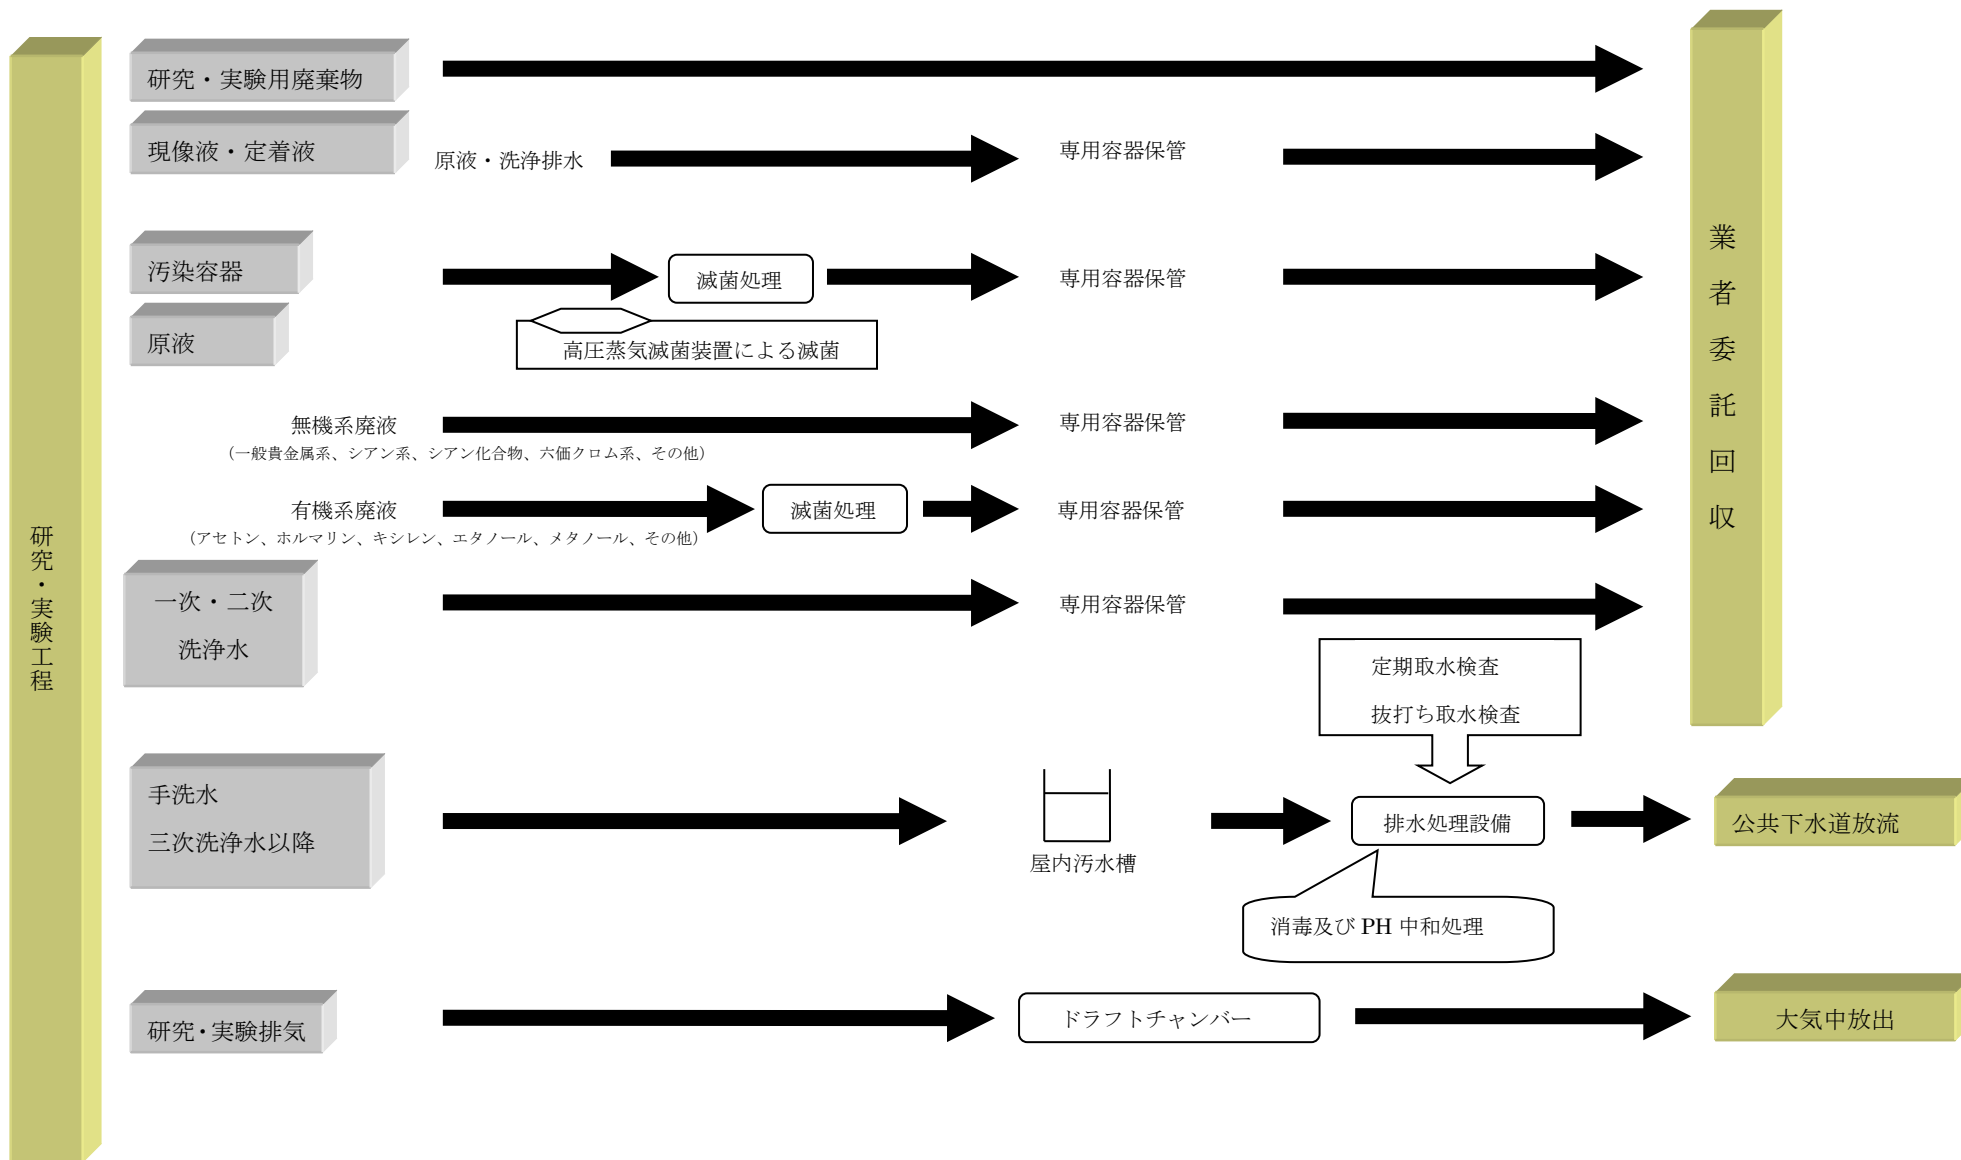 研究・実験工程
研究・実験用廃棄物
現像液・定着液
原液・洗浄排水
専用容器保管
汚染容器
滅菌処理
専用容器保管
原液
高圧蒸気滅菌装置による滅菌
無機系廃液
専用容器保管
（一般貴金属系、シアン系、シアン化合物、六価クロム系、その他）
有機系廃液
滅菌処理
専用容器保管
（アセトン、ホルマリン、キシレン、エタノール、メタノール、その他）
一次・二次
洗浄水
専用容器保管
業者委託回収
定期取水検査
抜打ち取水検査
手洗水
三次洗浄水以降
屋内汚水槽
排水処理設備
公共下水道放流
消毒及び PH 中和処理
研究・実験排気
ドラフトチャンバー
大気中放出